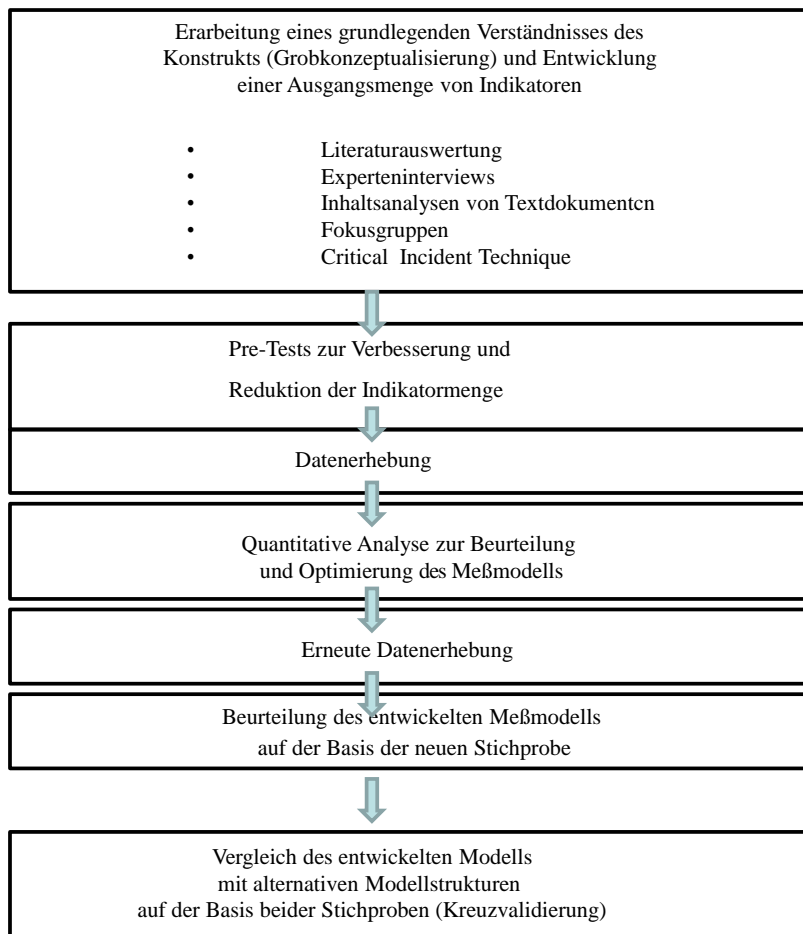 Erarbeitung eines grundlegenden Verständnisses des
Konstrukts (Grobkonzeptualisierung) und Entwicklung
einer Ausgangsmenge von Indikatoren
• Literaturauswertung
• Experteninterviews
• Inhaltsanalysen von Textdokumentcn
• Fokusgruppen
• Critical Incident Technique
Pre-Tests zur Verbesserung und
Reduktion der Indikatormenge
Datenerhebung
Quantitative Analyse zur Beurteilung
und Optimierung des Meßmodells
Erneute Datenerhebung
Beurteilung des entwickelten Meßmodells
auf der Basis der neuen Stichprobe
Vergleich des entwickelten Modells
mit alternativen Modellstrukturen
auf der Basis beider Stichproben (Kreuzvalidierung)